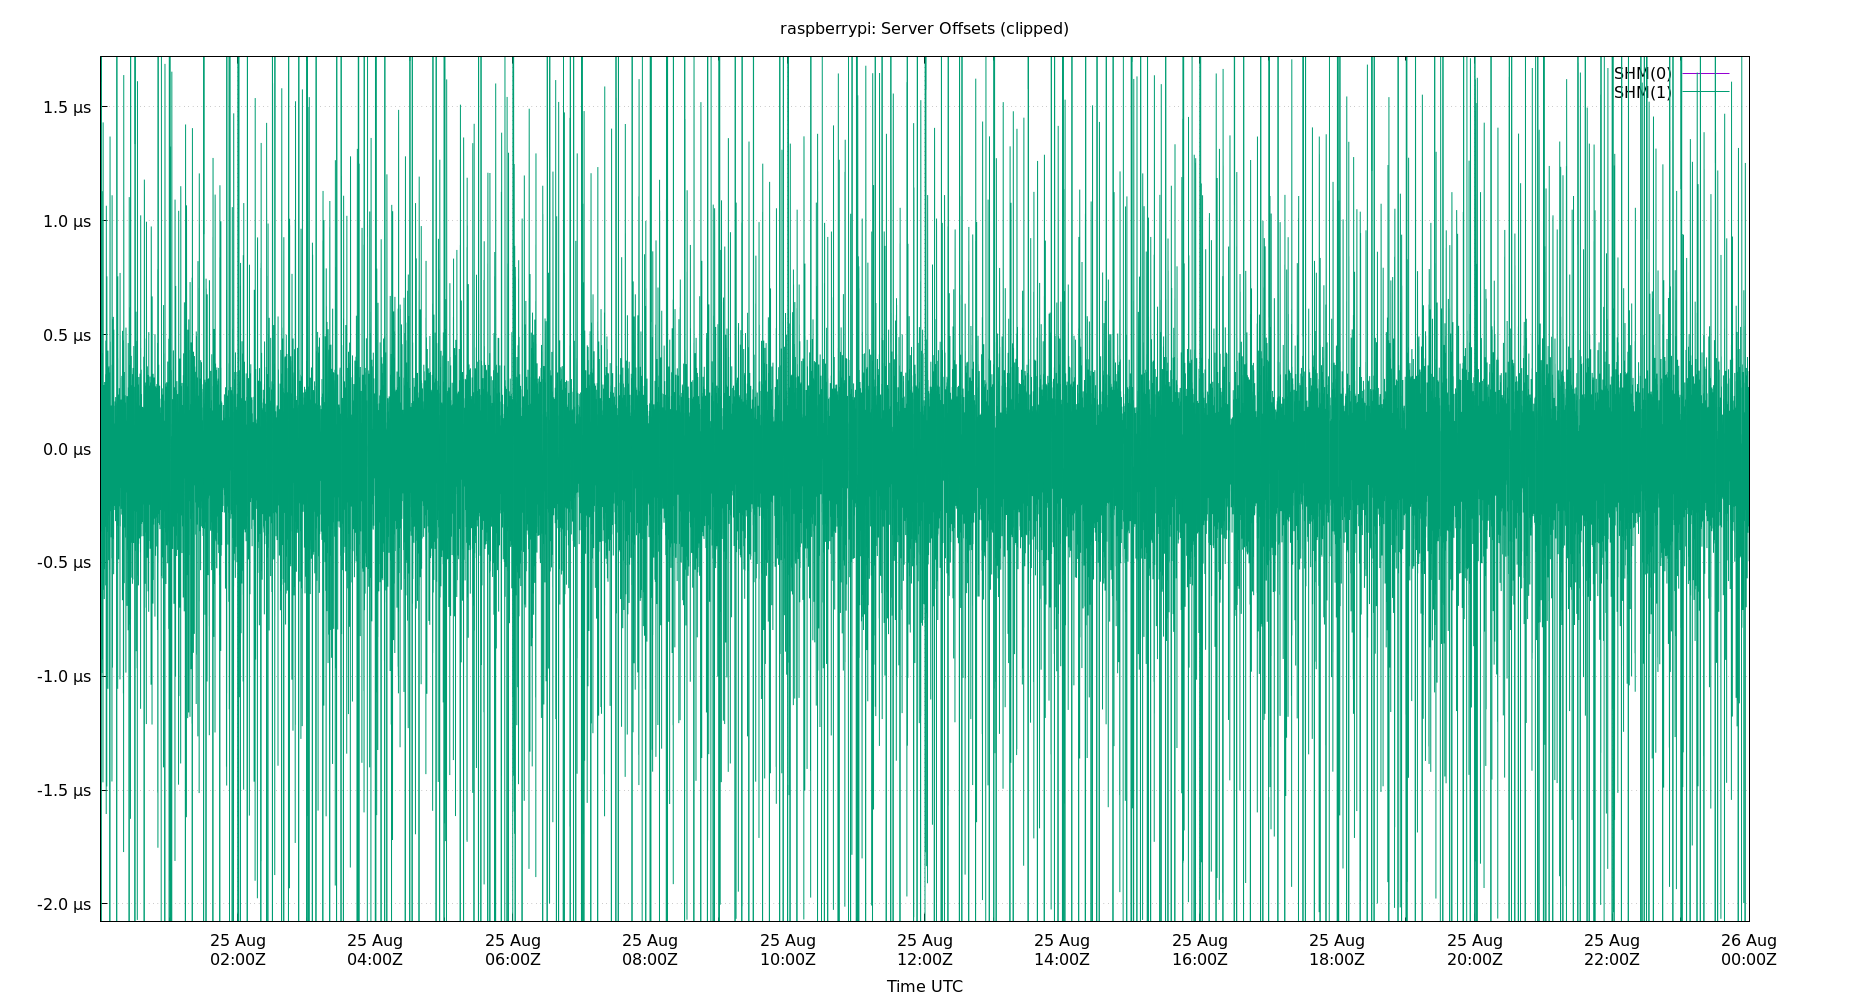 raspberrypi: Server Offsets (clipped)
SHM(0)
SHM(1)
1.5 µs
1.0 µs
0.5 µs
0.0 µs
-0.5 µs
-1.0 µs
-1.5 µs
-2.0 µs
25 Aug 25 Aug 25 Aug 25 Aug 25 Aug 25 Aug 25 Aug 25 Aug 25 Aug 25 Aug 25 Aug 26 Aug
02:00Z 04:00Z 06:00Z 08:00Z 10:00Z 12:00Z 14:00Z 16:00Z 18:00Z 20:00Z 22:00Z 00:00Z
Time UTC